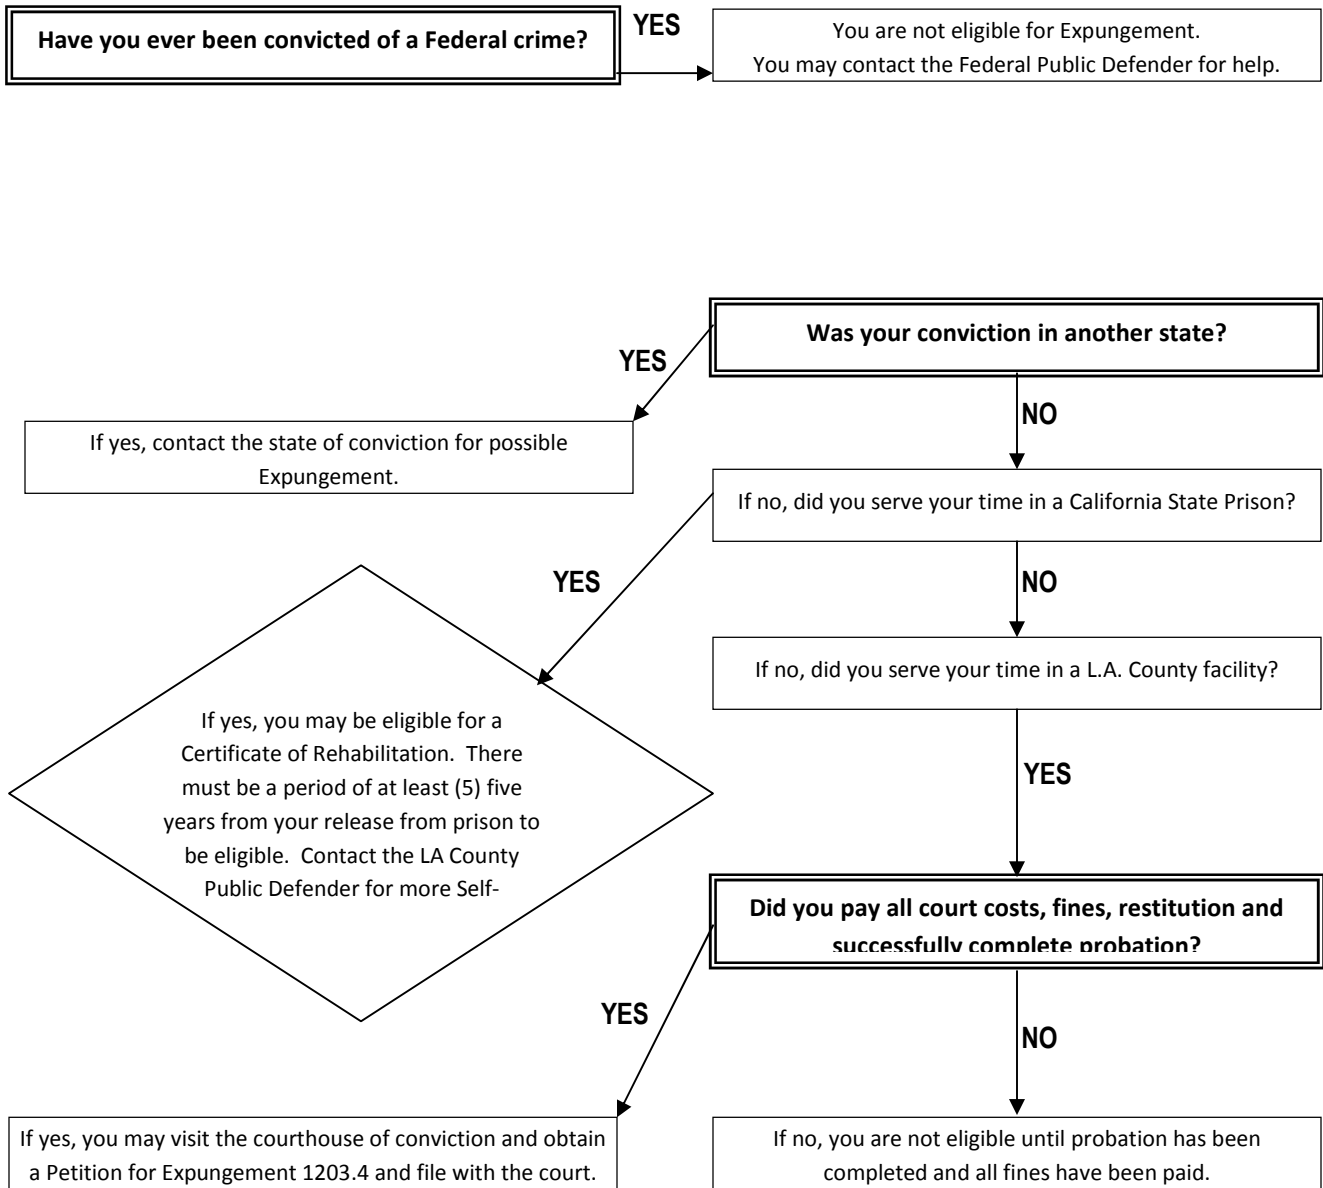 Have you ever been convicted of a Federal crime?
YES
You are not eligible for Expungement.
You may contact the Federal Public Defender for help.
Was your conviction in another state?
YES
NO
If yes, contact the state of conviction for possible
Expungement.
If no, did you serve your time in a California State Prison?
YES
NO
If no, did you serve your time in a L.A. County facility?
If yes, you may be eligible for a
Certificate of Rehabilitation. There
must be a period of at least (5) five
years from your release from prison to
be eligible. Contact the LA County
Public Defender for more Self-
YES
Did you pay all court costs, fines, restitution and
successfully complete probation?
YES
NO
If yes, you may visit the courthouse of conviction and obtain
a Petition for Expungement 1203.4 and file with the court.
If no, you are not eligible until probation has been
completed and all fines have been paid.